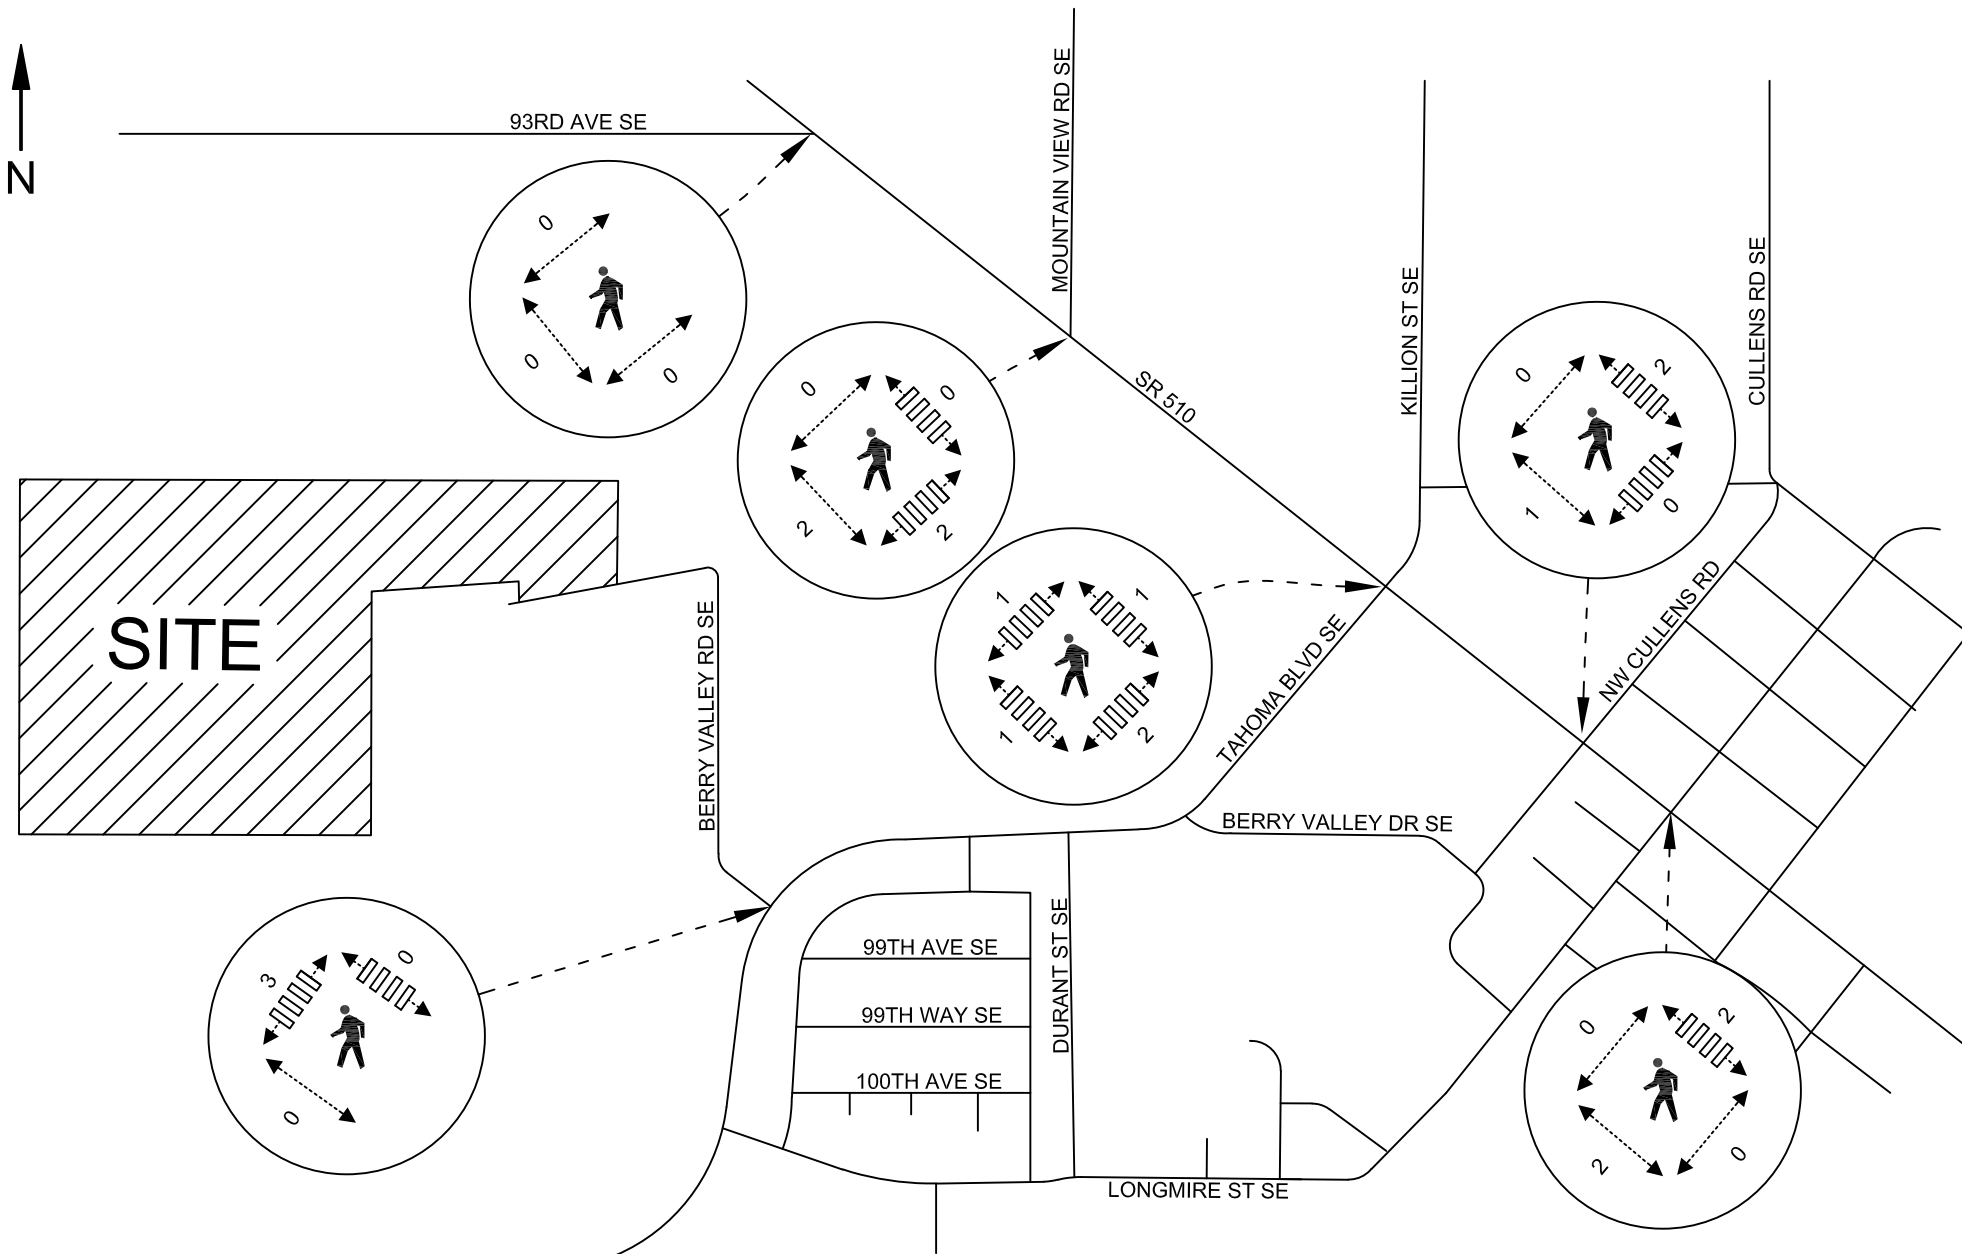 N
93RD AVE SE
MOUNTAIN VIEW RD SE
SR 510
KILLION ST SE
CULLENS RD SE
0
0
0
0
0
2
2
0
2
1
0
1
1
1
2
SITE
BERRY VALLEY RD SE
TAHOMA BLVD SE
NW CULLENS RD
BERRY VALLEY DR SE
99TH AVE SE
99TH WAY SE
100TH AVE SE
DURANT ST SE
3
0
0
0
2
2
0
LONGMIRE ST SE